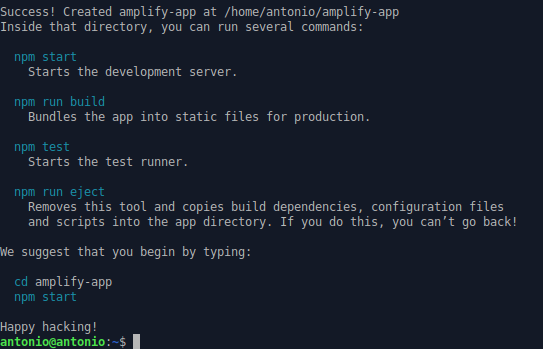 Success! Created amplify-app at /home/antonio/amplify-app
Inside that directory, you can run several commands:
npm start
Starts the development server.
npm run build
Bundles the app into static files for production.
npm test
Starts the test runner.
npm run eject
Removes this tool and copies build dependencies, configuration files
and scripts into the app directory. If you do this, you can’t go back!
We suggest that you begin by typing:
cd amplify-app
npm start
Happy hacking!
antonio@antonio:~$